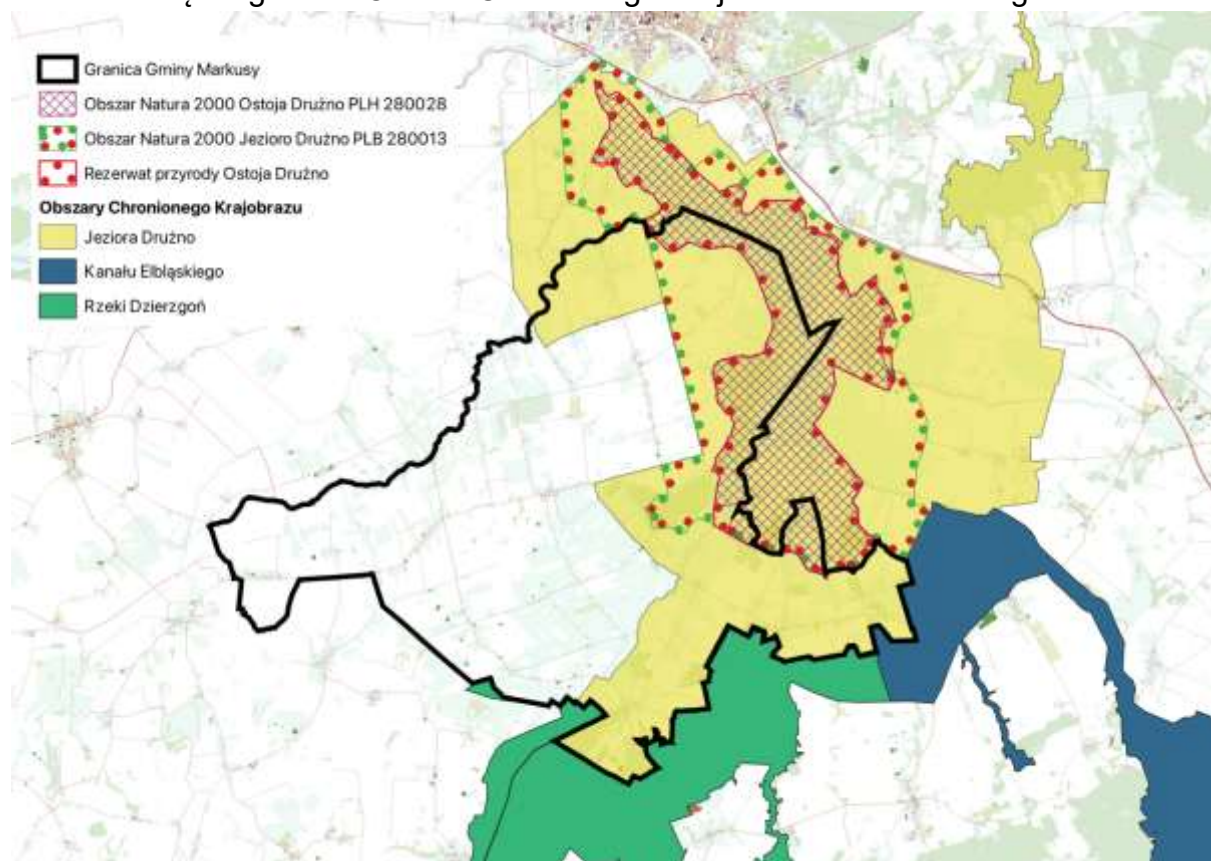 Granica Gminy Markusy
Obszar Natura 2000 Ostoja Drużno PLH 280028
Obszar Natura 2000 Jezioro Drużno PLB 280013
Rezerwat przyrody Ostoja Drużno
Obszary Chronionego Krajobrazu
Jeziora Drużno
Kanału Elbląskiego
Rzeki Dzierzgoń